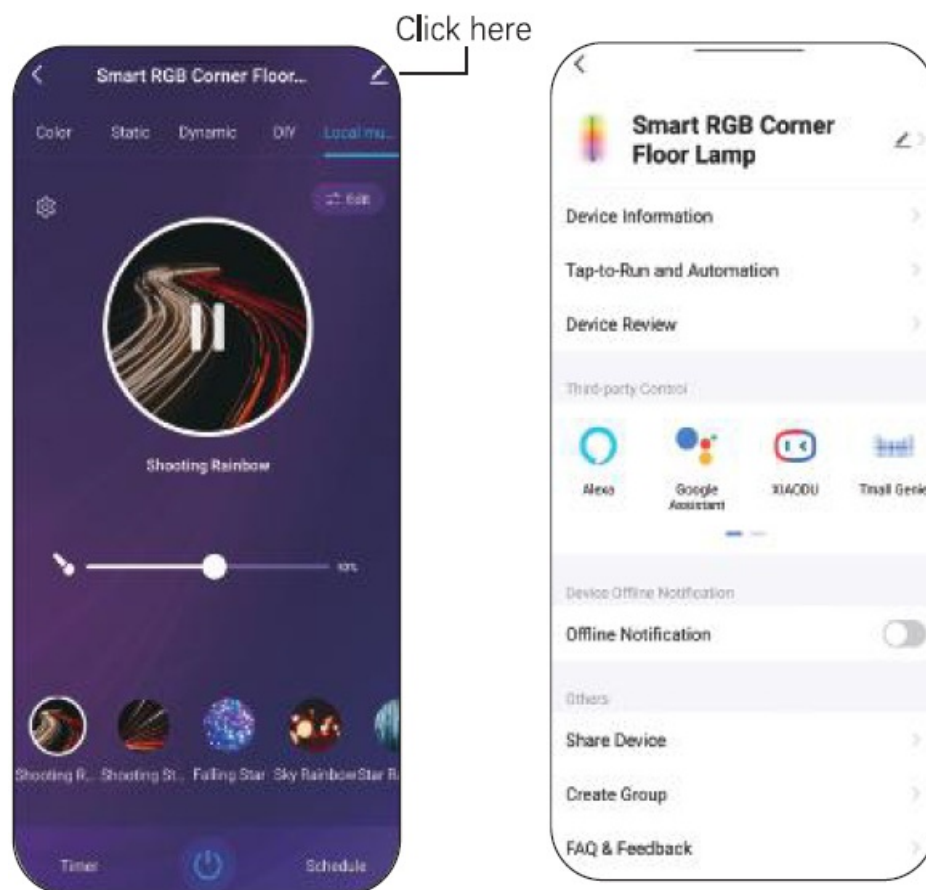 Click here
Smart RGB Corner Floor...
Color Static Dynamic DIY Local mu...
Edit
Shooting Rainbow
Shooting R... Shooting St... Falling Star Sky Rainbow Star R
Timer Schedule
Smart RGB Corner
Floor Lamp
Device Information
Tap-to-Run and Automation
Device Review
Third-party Control
Alexa Google Assistant XIAODU Tmall Genie
Device Offline Notification
Offline Notification
Others
Share Device
Create Group
FAQ & Feedback